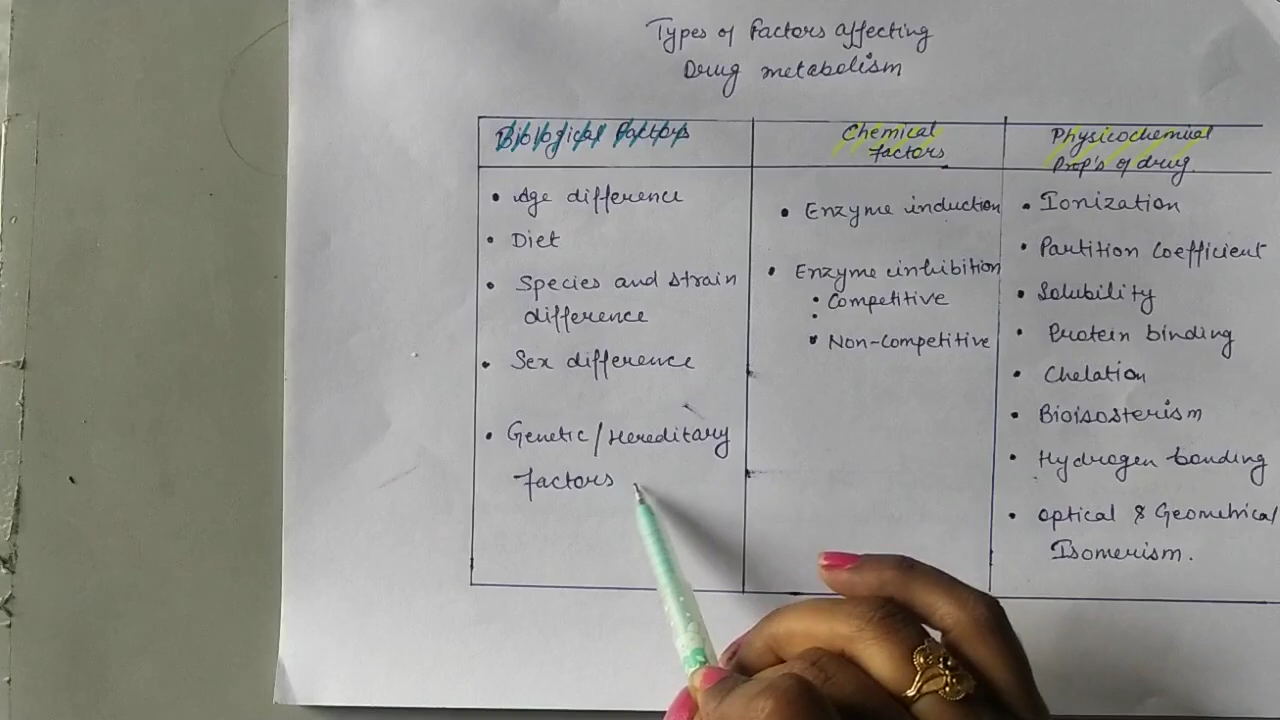 Types of Factors affecting
Drug metabolism
Biological Factors
Chemical
factors
Physicochemical
Prop's of drug.
• Age difference
• Diet
• Species and strain
difference
• Sex difference
• Genetic / Hereditary
factors
• Enzyme induction
• Enzyme inhibition
• Competitive
• Non-Competitive
• Ionization
• Partition Coefficient
• Solubility
• Protein binding
• Chelation
• Bioisosterism
• Hydrogen bonding
• Optical & Geometrical
Isomerism.